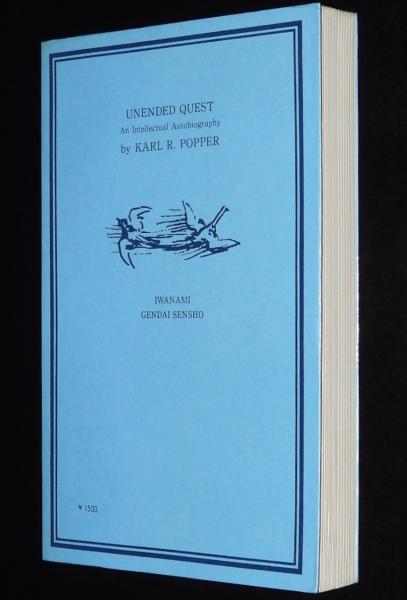 UNENDED QUEST
An Intellectual Autobiography
by KARL R. POPPER
IWANAMI
GENDAI SENSHO
¥ 1500